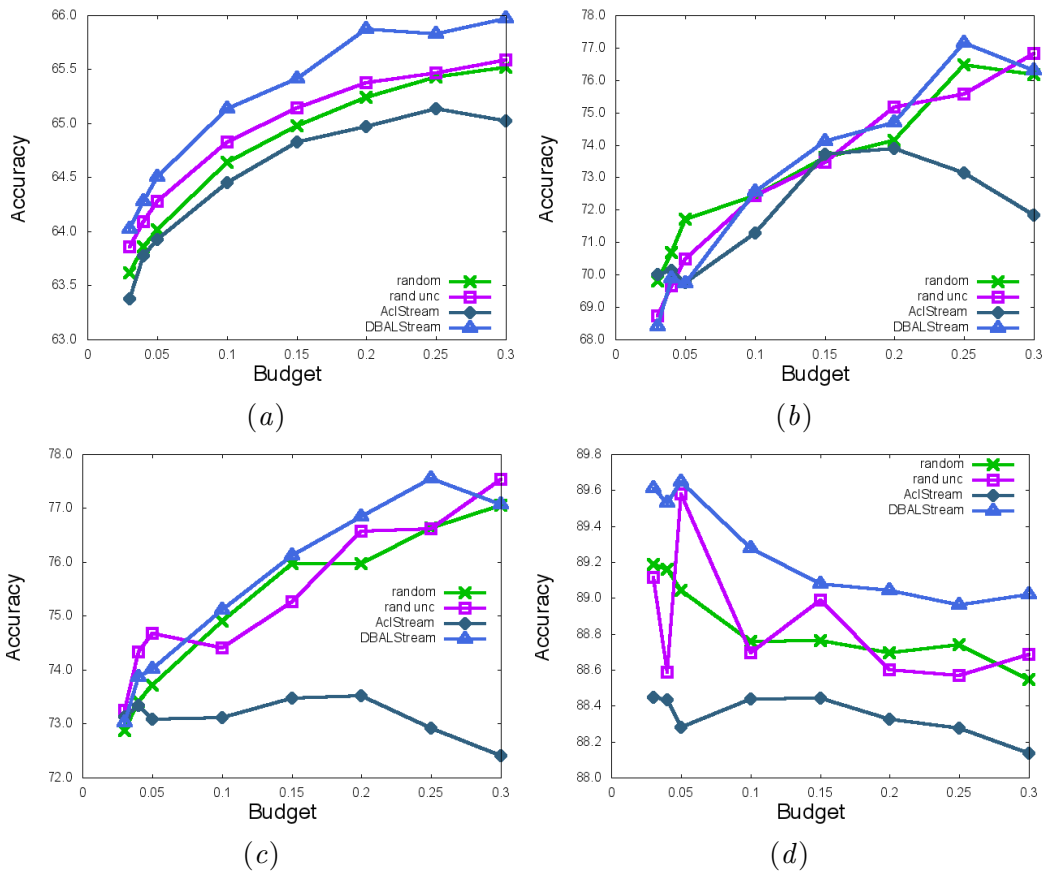 66.0
65.5
65.0
64.5
64.0
63.5
63.0
0 0.05 0.1 0.15 0.2 0.25 0.3
Accuracy
Budget
random
rand unc
AclStream
DBALStream
(a)
78.0
77.0
76.0
75.0
74.0
73.0
72.0
71.0
70.0
69.0
68.0
0 0.05 0.1 0.15 0.2 0.25 0.3
Accuracy
Budget
random
rand unc
AclStream
DBALStream
(b)
78.0
77.0
76.0
75.0
74.0
73.0
72.0
0 0.05 0.1 0.15 0.2 0.25 0.3
Accuracy
Budget
random
rand unc
AclStream
DBALStream
(c)
89.8
89.6
89.4
89.2
89.0
88.8
88.6
88.4
88.2
88.0
0 0.05 0.1 0.15 0.2 0.25 0.3
Accuracy
Budget
random
rand unc
AclStream
DBALStream
(d)